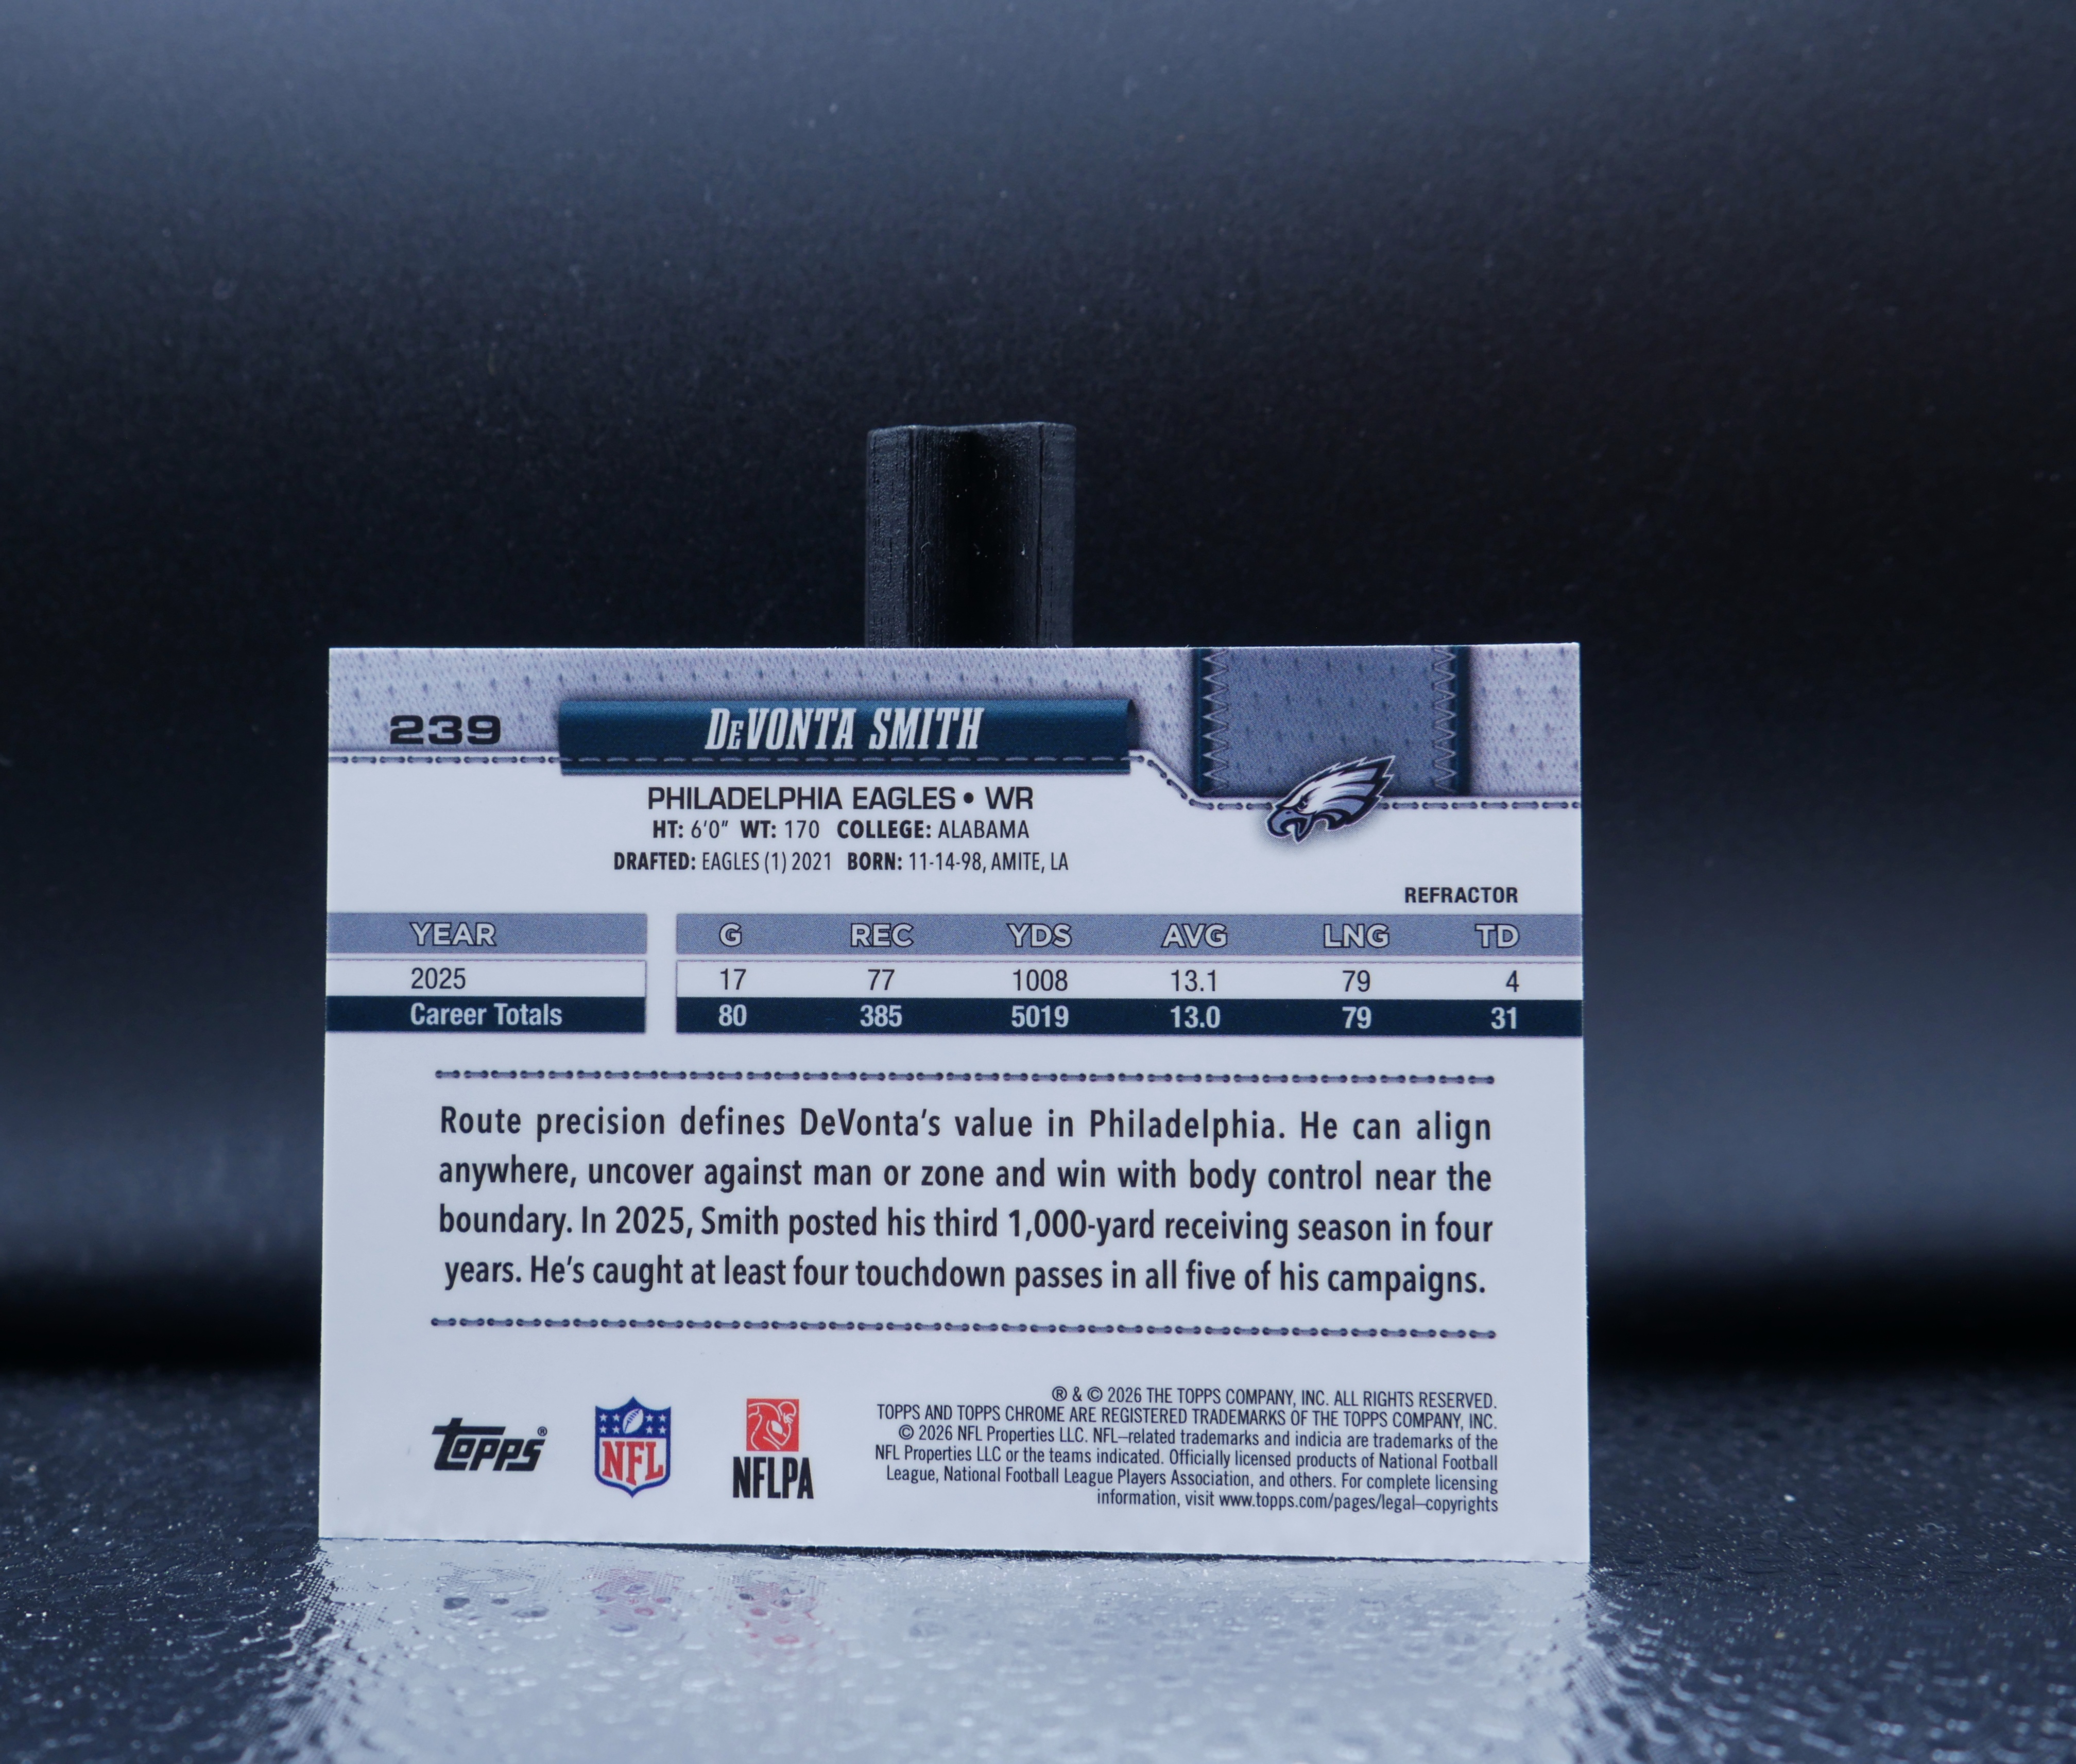 239
DeVONTA SMITH
PHILADELPHIA EAGLES • WR
HT: 6'0" WT: 170 COLLEGE: ALABAMA
DRAFTED: EAGLES (1) 2021 BORN: 11-14-98, AMITE, LA
REFRACTOR
YEAR G REC YDS AVG LNG TD
2025 17 77 1008 13.1 79 4
Career Totals 80 385 5019 13.0 79 31
Route precision defines DeVonta's value in Philadelphia. He can align
anywhere, uncover against man or zone and win with body control near the
boundary. In 2025, Smith posted his third 1,000-yard receiving season in four
years. He's caught at least four touchdown passes in all five of his campaigns.
topps®
NFL
NFLPA
® & © 2026 THE TOPPS COMPANY, INC. ALL RIGHTS RESERVED.
TOPPS AND TOPPS CHROME ARE REGISTERED TRADEMARKS OF THE TOPPS COMPANY, INC.
© 2026 NFL Properties LLC. NFL–related trademarks and indicia are trademarks of the
NFL Properties LLC or the teams indicated. Officially licensed products of National Football
League, National Football League Players Association, and others. For complete licensing
information, visit www.topps.com/pages/legal–copyrights